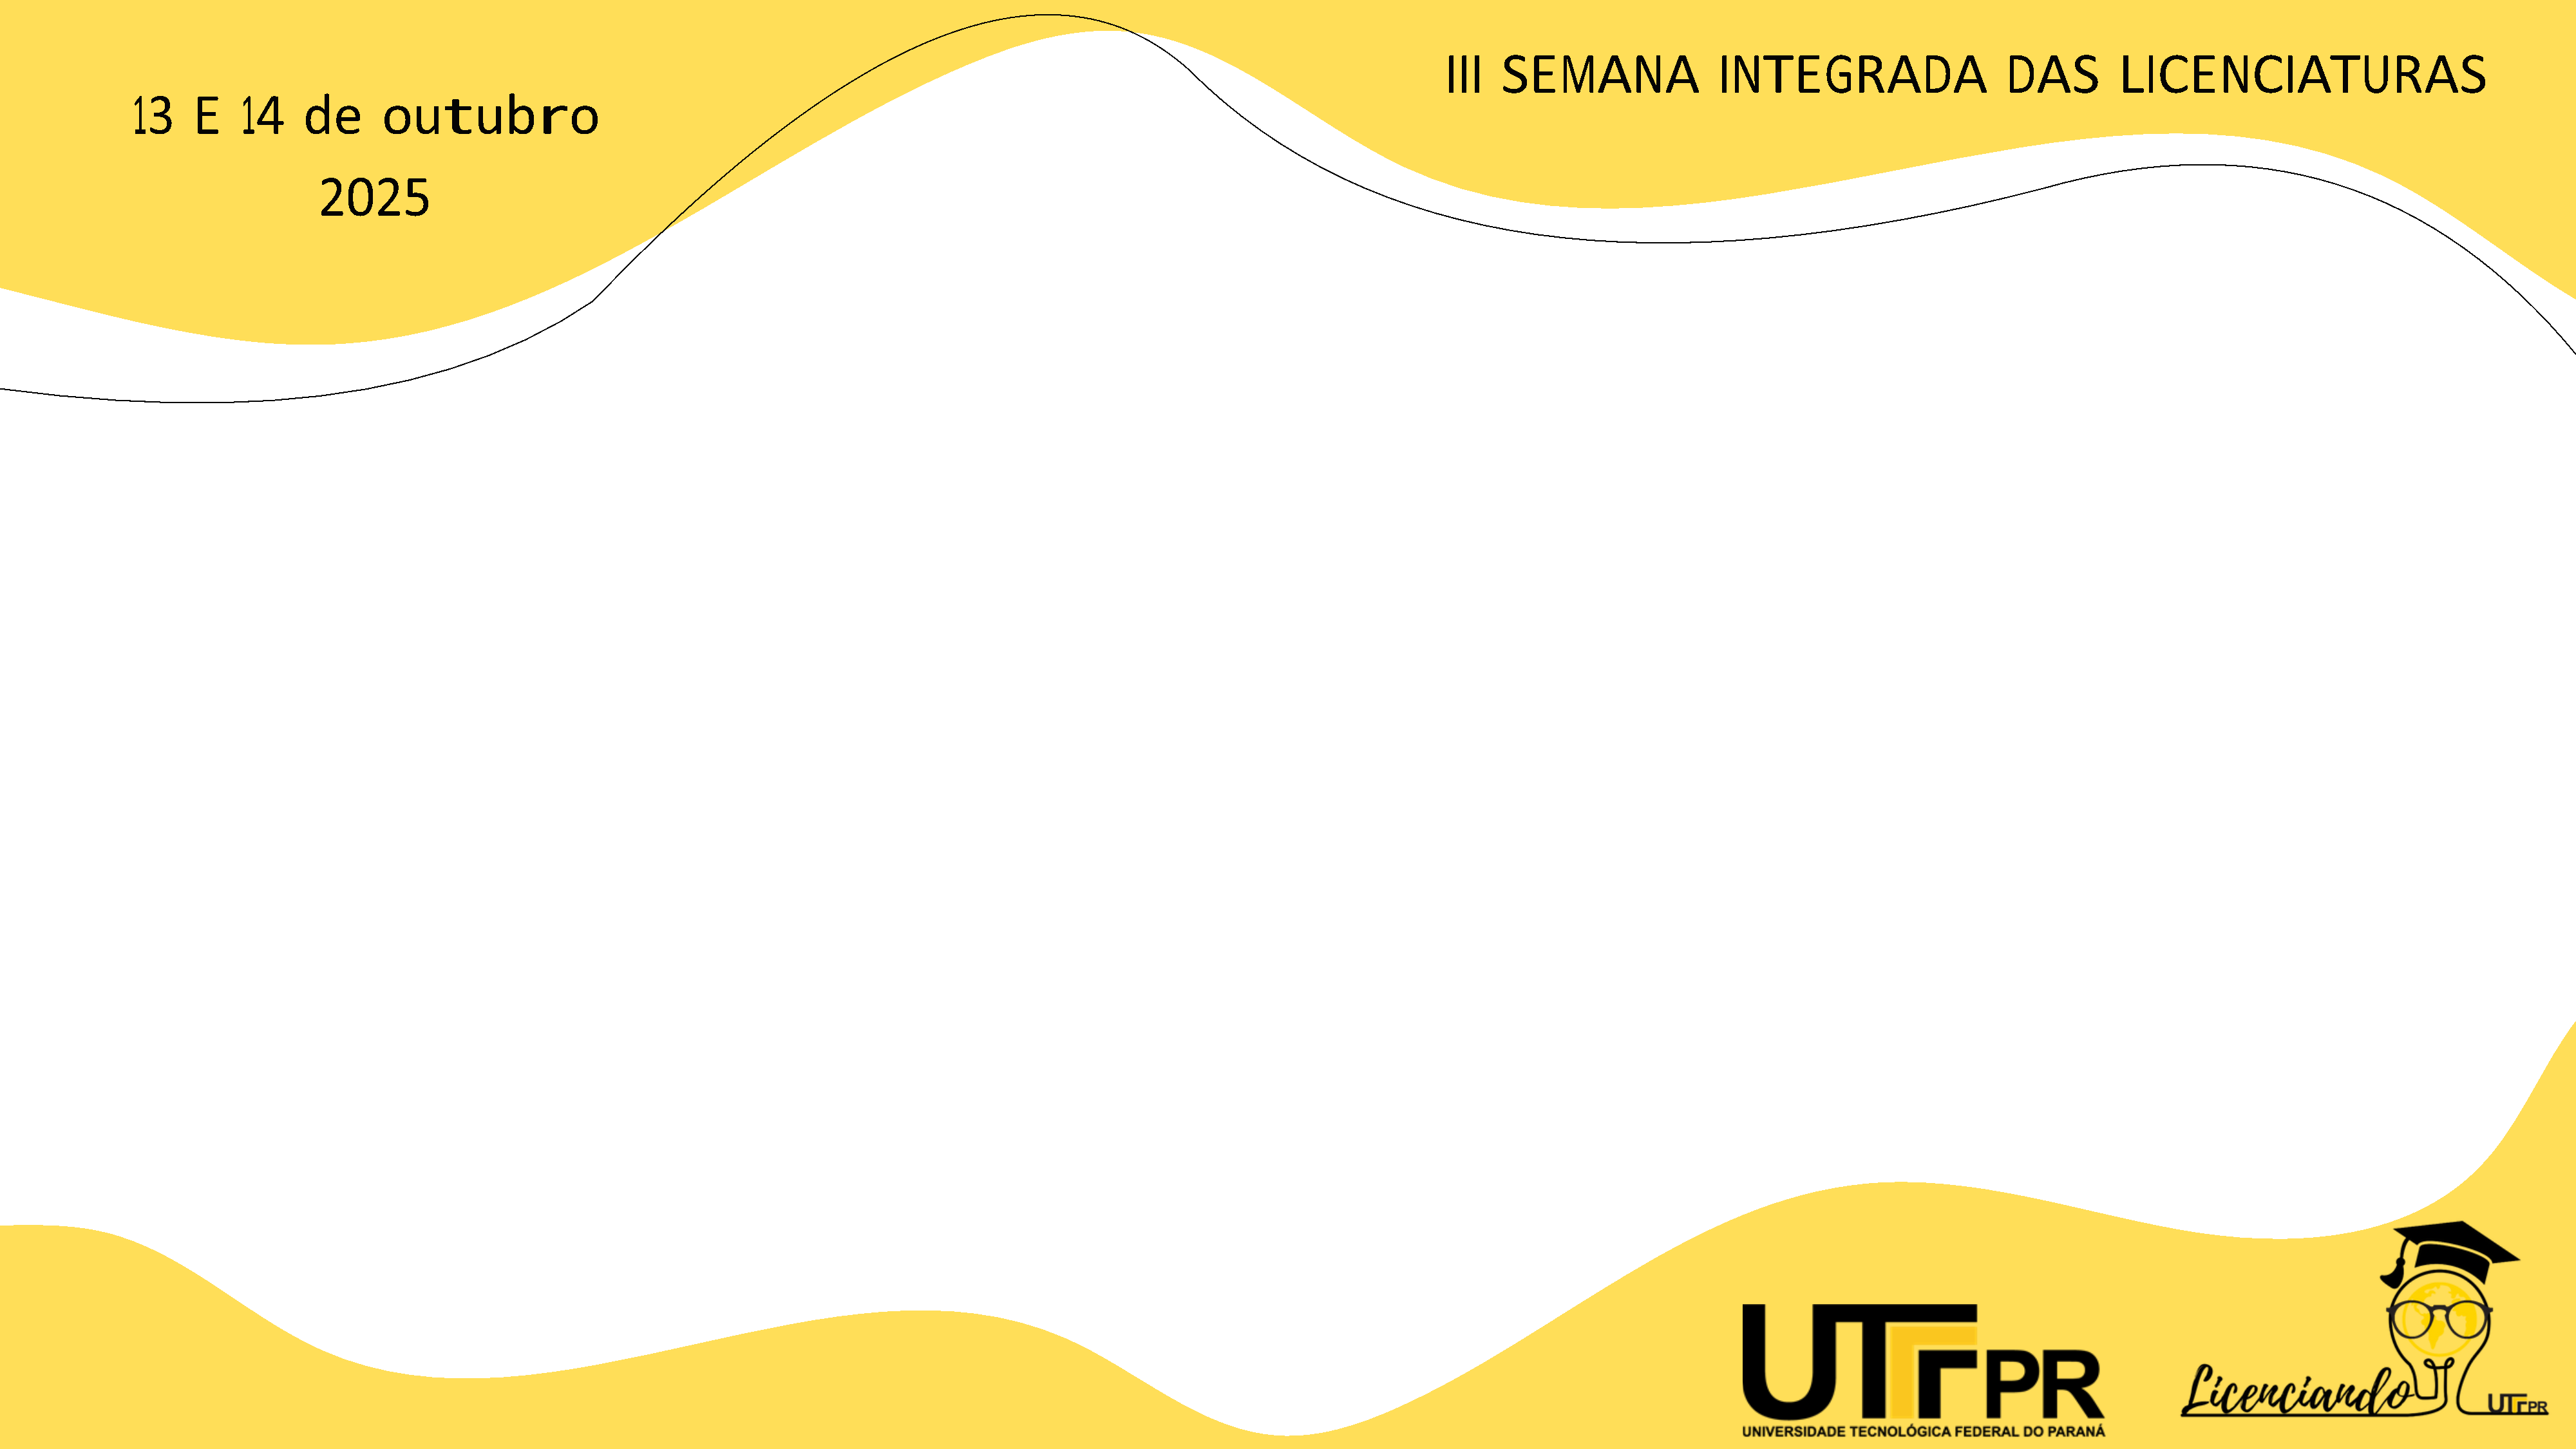 III SEMANA INTEGRADA DAS LICENCIATURAS
13 E 14 de outubro
2025
UTFPR
UNIVERSIDADE TECNOLÓGICA FEDERAL DO PARANÁ
Licenciando
UTFPR